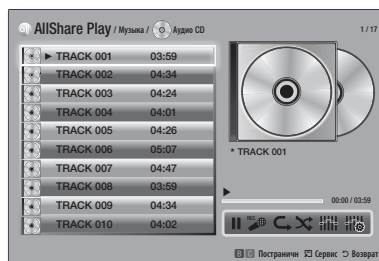 AllShare Play / Музыка / Аудио CD 1 / 17
► TRACK 001 03:59
TRACK 002 04:34
TRACK 003 04:24
TRACK 004 04:01
TRACK 005 04:26
TRACK 006 05:07
TRACK 007 04:47
TRACK 008 03:59
TRACK 009 04:34
TRACK 010 04:02
* TRACK 001
00:00 / 03:59
Постраничн Сервис Возврат